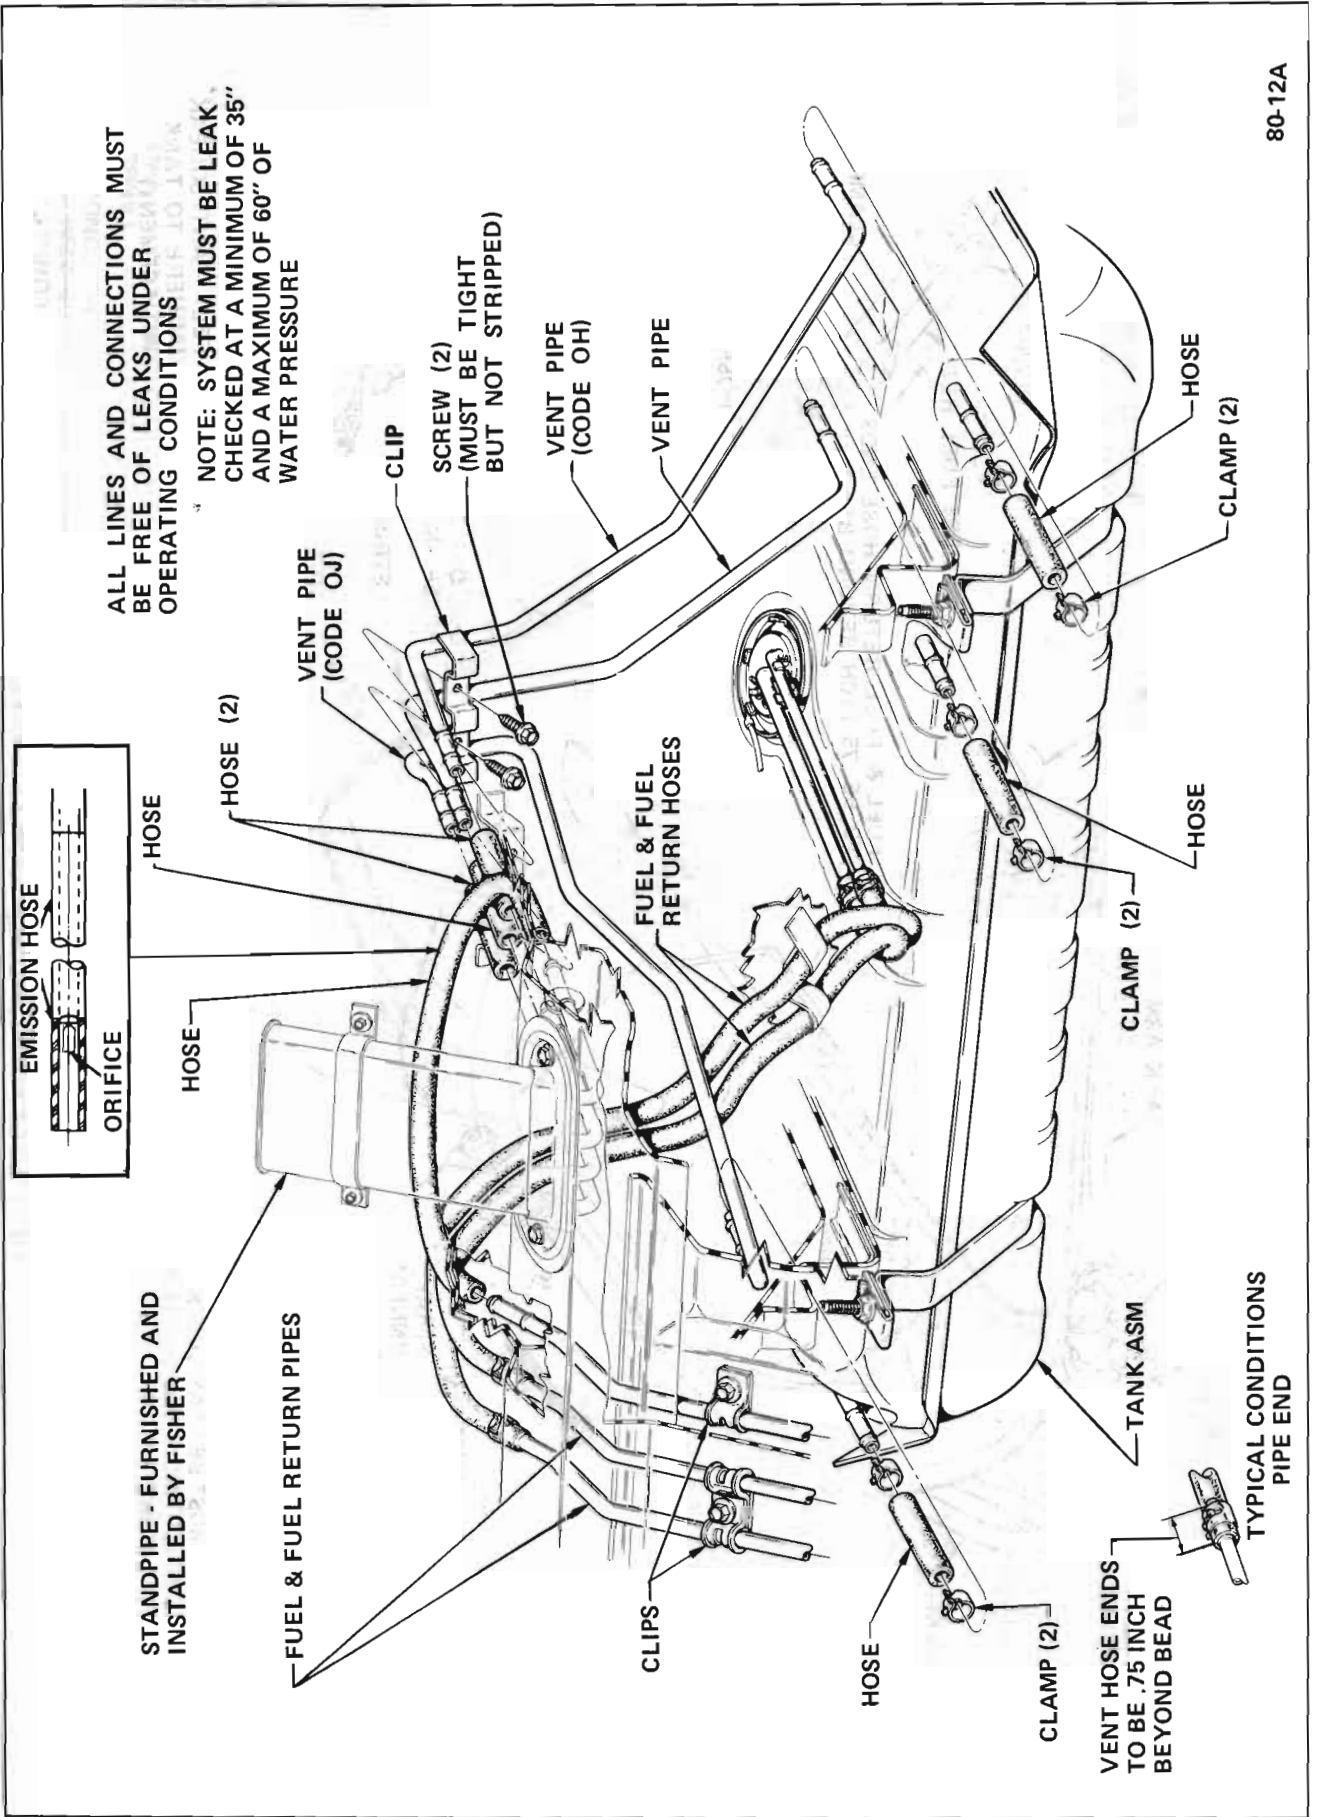 ALL LINES AND CONNECTIONS MUST
BE FREE OF LEAKS UNDER
OPERATING CONDITIONS
NOTE: SYSTEM MUST BE LEAK
CHECKED AT A MINIMUM OF 35"
AND A MAXIMUM OF 60" OF
WATER PRESSURE
EMISSION HOSE
ORIFICE
HOSE
HOSE (2)
VENT PIPE
(CODE OJ)
CLIP
SCREW (2)
(MUST BE TIGHT
BUT NOT STRIPPED)
VENT PIPE
(CODE OH)
VENT PIPE
HOSE
STANDPIPE - FURNISHED AND
INSTALLED BY FISHER
FUEL & FUEL RETURN PIPES
FUEL & FUEL
RETURN HOSES
CLIPS
HOSE
CLAMP (2)
VENT HOSE ENDS
TO BE .75 INCH
BEYOND BEAD
TYPICAL CONDITIONS
PIPE END
TANK ASM
CLAMP (2)
HOSE
HOSE
CLAMP (2)
80-12A